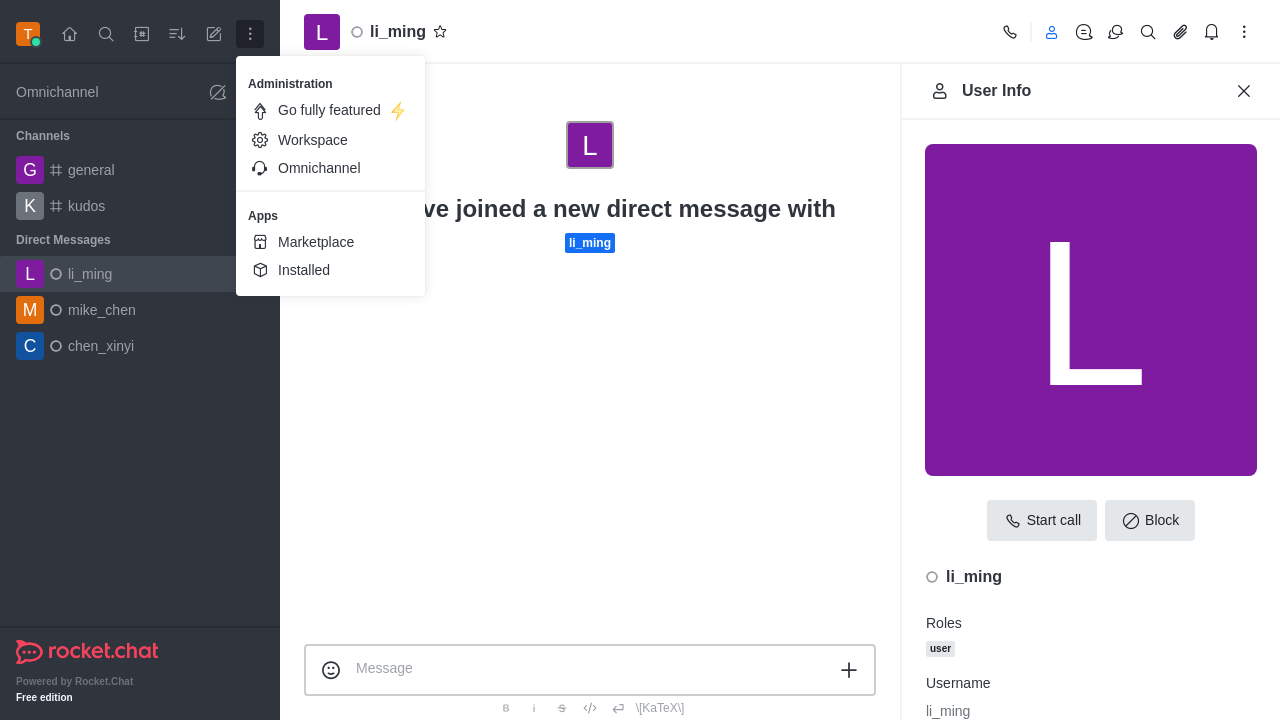 T
Omnichannel
Channels
G general
K kudos
Direct Messages
L li_ming
M mike_chen
C chen_xinyi
rocket.chat
Powered by Rocket.Chat
Free edition
Administration
Go fully featured
Workspace
Omnichannel
Apps
Marketplace
Installed
L li_ming
L
ve joined a new direct message with
li_ming
Message
\[KaTeX\]
User Info
L
Start call
Block
li_ming
Roles
user
Username
li_ming